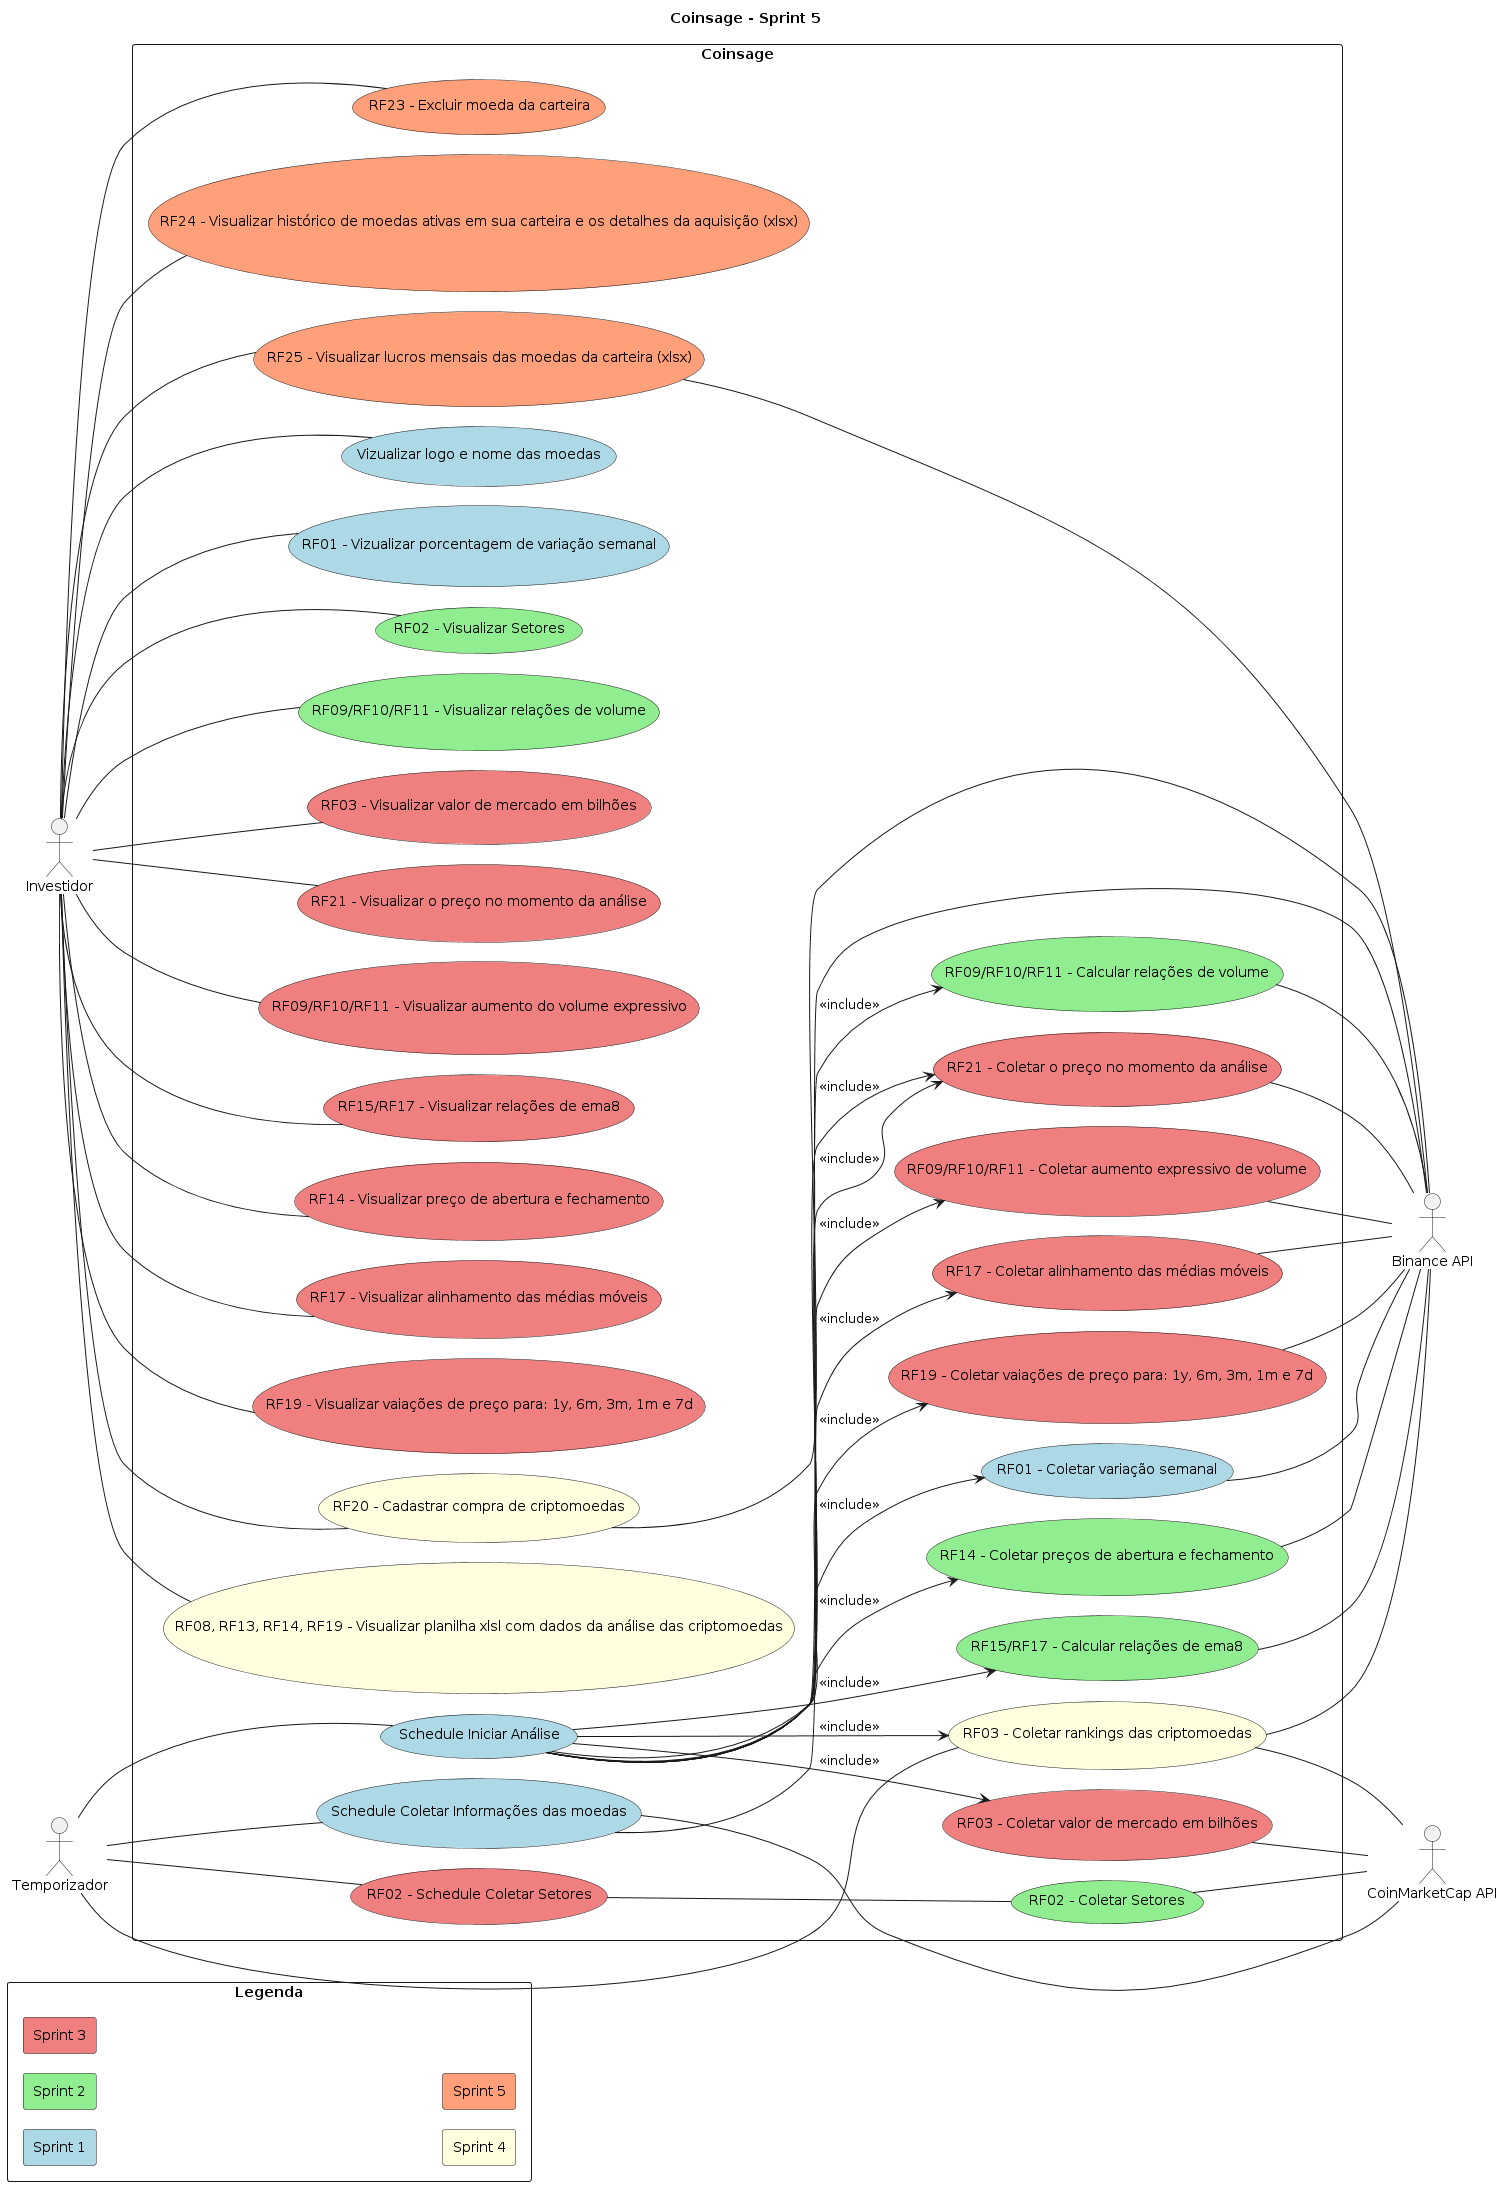 Coinsage - Sprint 5
Coinsage
RF23 - Excluir moeda da carteira
RF24 - Visualizar histórico de moedas ativas em sua carteira e os detalhes da aquisição (xlsx)
RF25 - Visualizar lucros mensais das moedas da carteira (xlsx)
Vizualizar logo e nome das moedas
RF01 - Vizualizar porcentagem de variação semanal
RF02 - Visualizar Setores
RF09/RF10/RF11 - Visualizar relações de volume
RF03 - Visualizar valor de mercado em bilhões
Investidor
RF21 - Visualizar o preço no momento da análise
RF09/RF10/RF11 - Visualizar aumento do volume expressivo
RF15/RF17 - Visualizar relações de ema8
RF14 - Visualizar preço de abertura e fechamento
RF17 - Visualizar alinhamento das médias móveis
RF19 - Visualizar vaiações de preço para: 1y, 6m, 3m, 1m e 7d
RF20 - Cadastrar compra de criptomoedas
RF08, RF13, RF14, RF19 - Visualizar planilha xlsl com dados da análise das criptomoedas
Schedule Iniciar Análise
Schedule Coletar Informações das moedas
RF02 - Schedule Coletar Setores
Temporizador
«include»
«include»
«include»
«include»
«include»
«include»
«include»
«include»
«include»
«include»
«include»
RF09/RF10/RF11 - Calcular relações de volume
RF21 - Coletar o preço no momento da análise
RF09/RF10/RF11 - Coletar aumento expressivo de volume
RF17 - Coletar alinhamento das médias móveis
RF19 - Coletar vaiações de preço para: 1y, 6m, 3m, 1m e 7d
RF01 - Coletar variação semanal
RF14 - Coletar preços de abertura e fechamento
RF15/RF17 - Calcular relações de ema8
RF03 - Coletar rankings das criptomoedas
RF03 - Coletar valor de mercado em bilhões
RF02 - Coletar Setores
Binance API
CoinMarketCap API
Legenda
Sprint 3
Sprint 2
Sprint 5
Sprint 1
Sprint 4